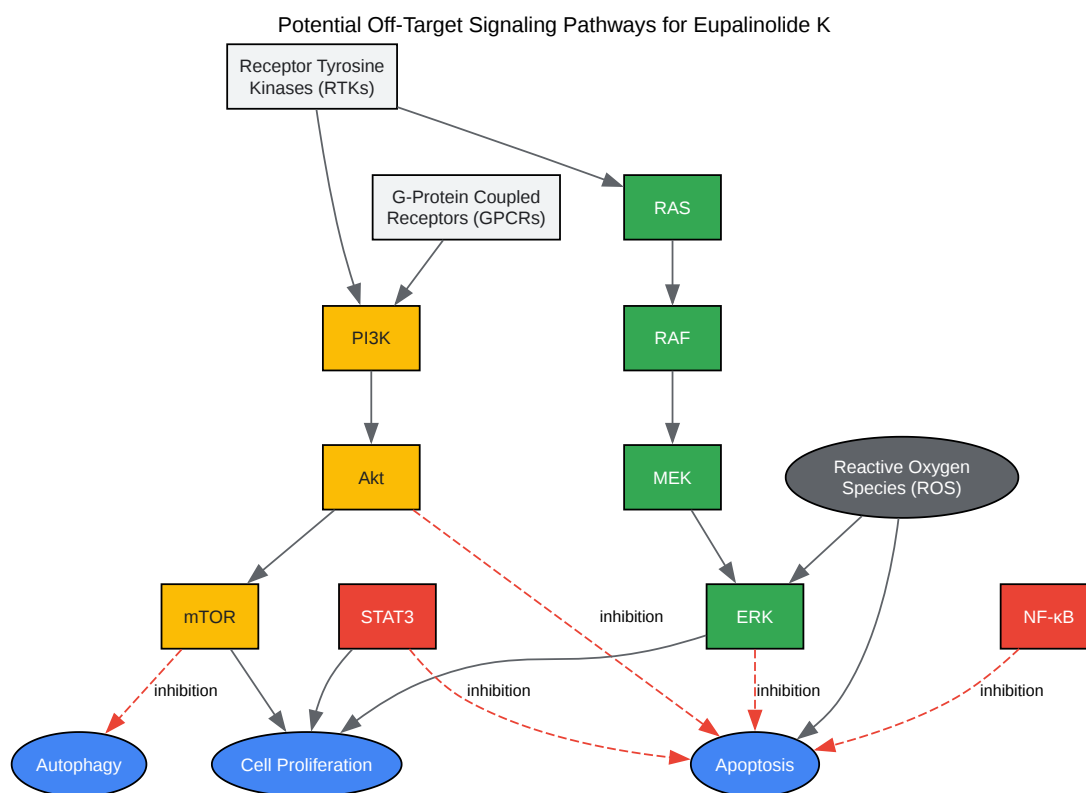 Potential Off-Target Signaling Pathways for Eupalinolide K
Receptor Tyrosine
Kinases (RTKs)
G-Protein Coupled
Receptors (GPCRs)
RAS
PI3K
RAF
Akt
MEK
Reactive Oxygen
Species (ROS)
mTOR
STAT3
inhibition
ERK
NF-κB
inhibition
inhibition
inhibition
inhibition
Autophagy
Cell Proliferation
Apoptosis